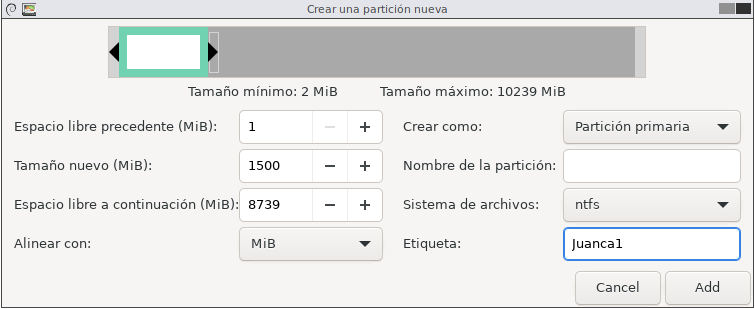 Crear una partición nueva
Tamaño mínimo: 2 MiB Tamaño máximo: 10239 MiB
Espacio libre precedente (MiB): 1 Crear como: Partición primaria
Tamaño nuevo (MiB): 1500 Nombre de la partición:
Espacio libre a continuación (MiB): 8739 Sistema de archivos: ntfs
Alinear con: MiB Etiqueta: Juanca1
Cancel Add